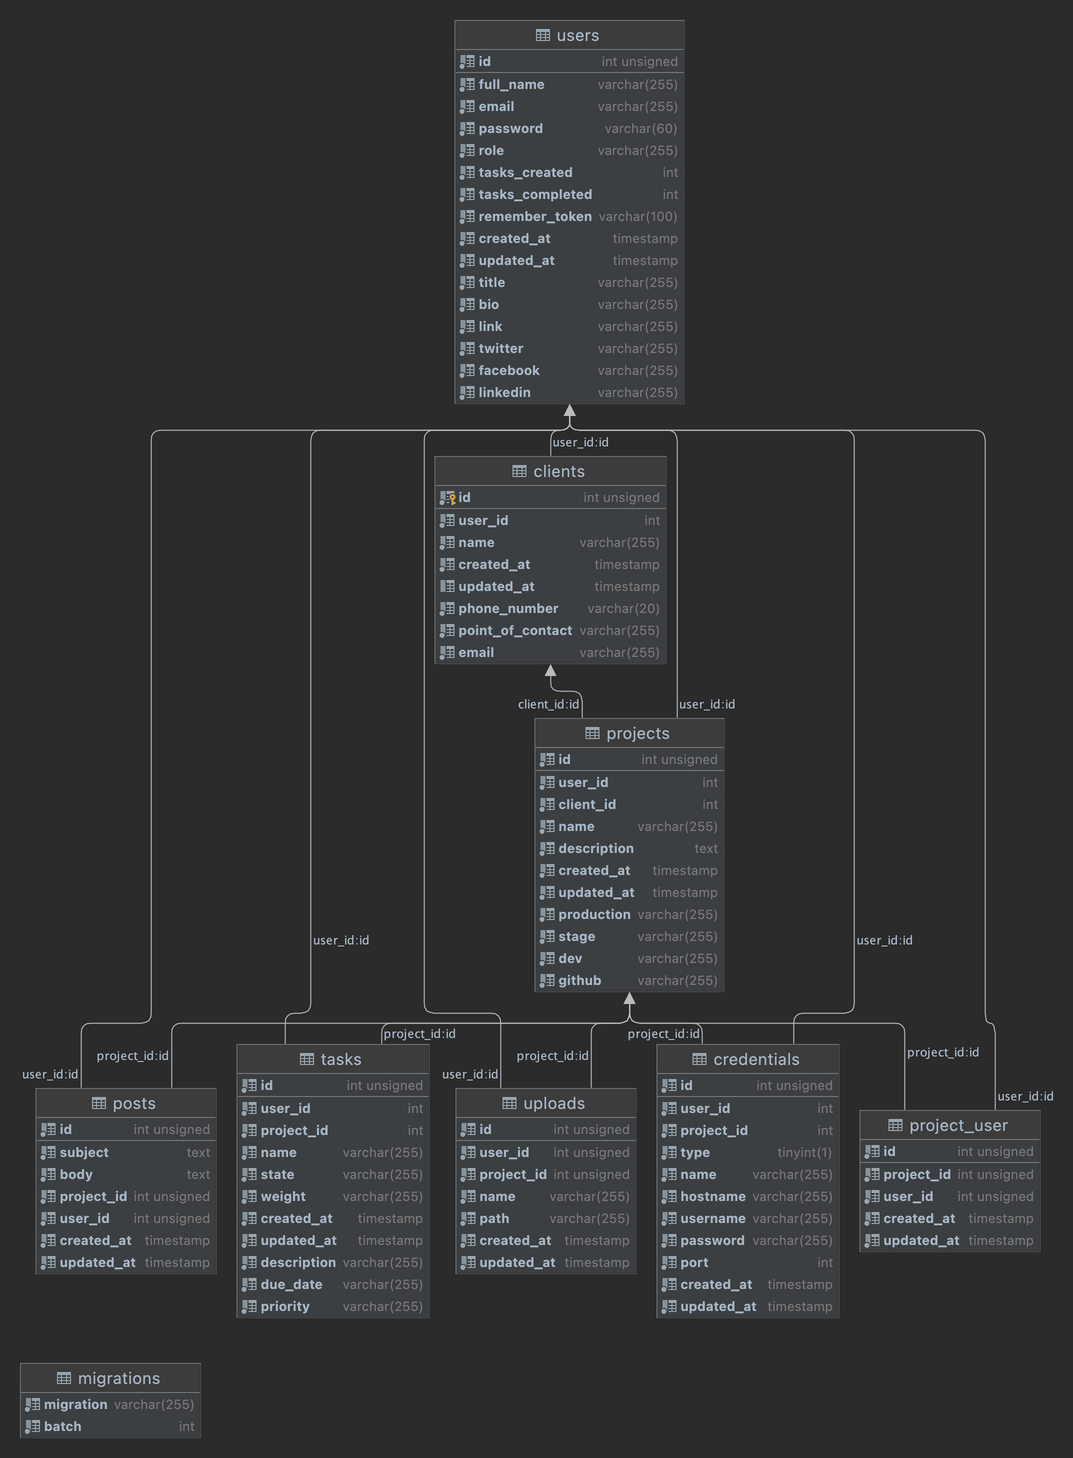 users
id int unsigned
full_name varchar(255)
email varchar(255)
password varchar(60)
role varchar(255)
tasks_created int
tasks_completed int
remember_token varchar(100)
created_at timestamp
updated_at timestamp
title varchar(255)
bio varchar(255)
link varchar(255)
twitter varchar(255)
facebook varchar(255)
linkedin varchar(255)
user_id:id
clients
id int unsigned
user_id int
name varchar(255)
created_at timestamp
updated_at timestamp
phone_number varchar(20)
point_of_contact varchar(255)
email varchar(255)
client_id:id
user_id:id
projects
id int unsigned
user_id int
client_id int
name varchar(255)
description text
created_at timestamp
updated_at timestamp
production varchar(255)
stage varchar(255)
dev varchar(255)
github varchar(255)
user_id:id
user_id:id
project_id:id
project_id:id
project_id:id
project_id:id
project_id:id
user_id:id
user_id:id
user_id:id
posts
id int unsigned
subject text
body text
project_id int unsigned
user_id int unsigned
created_at timestamp
updated_at timestamp
tasks
id int unsigned
user_id int
project_id int
name varchar(255)
state varchar(255)
weight varchar(255)
created_at timestamp
updated_at timestamp
description varchar(255)
due_date varchar(255)
priority varchar(255)
uploads
id int unsigned
user_id int unsigned
project_id int unsigned
name varchar(255)
path varchar(255)
created_at timestamp
updated_at timestamp
credentials
id int unsigned
user_id int
project_id int
type tinyint(1)
name varchar(255)
hostname varchar(255)
username varchar(255)
password varchar(255)
port int
created_at timestamp
updated_at timestamp
project_user
id int unsigned
project_id int unsigned
user_id int unsigned
created_at timestamp
updated_at timestamp
migrations
migration varchar(255)
batch int